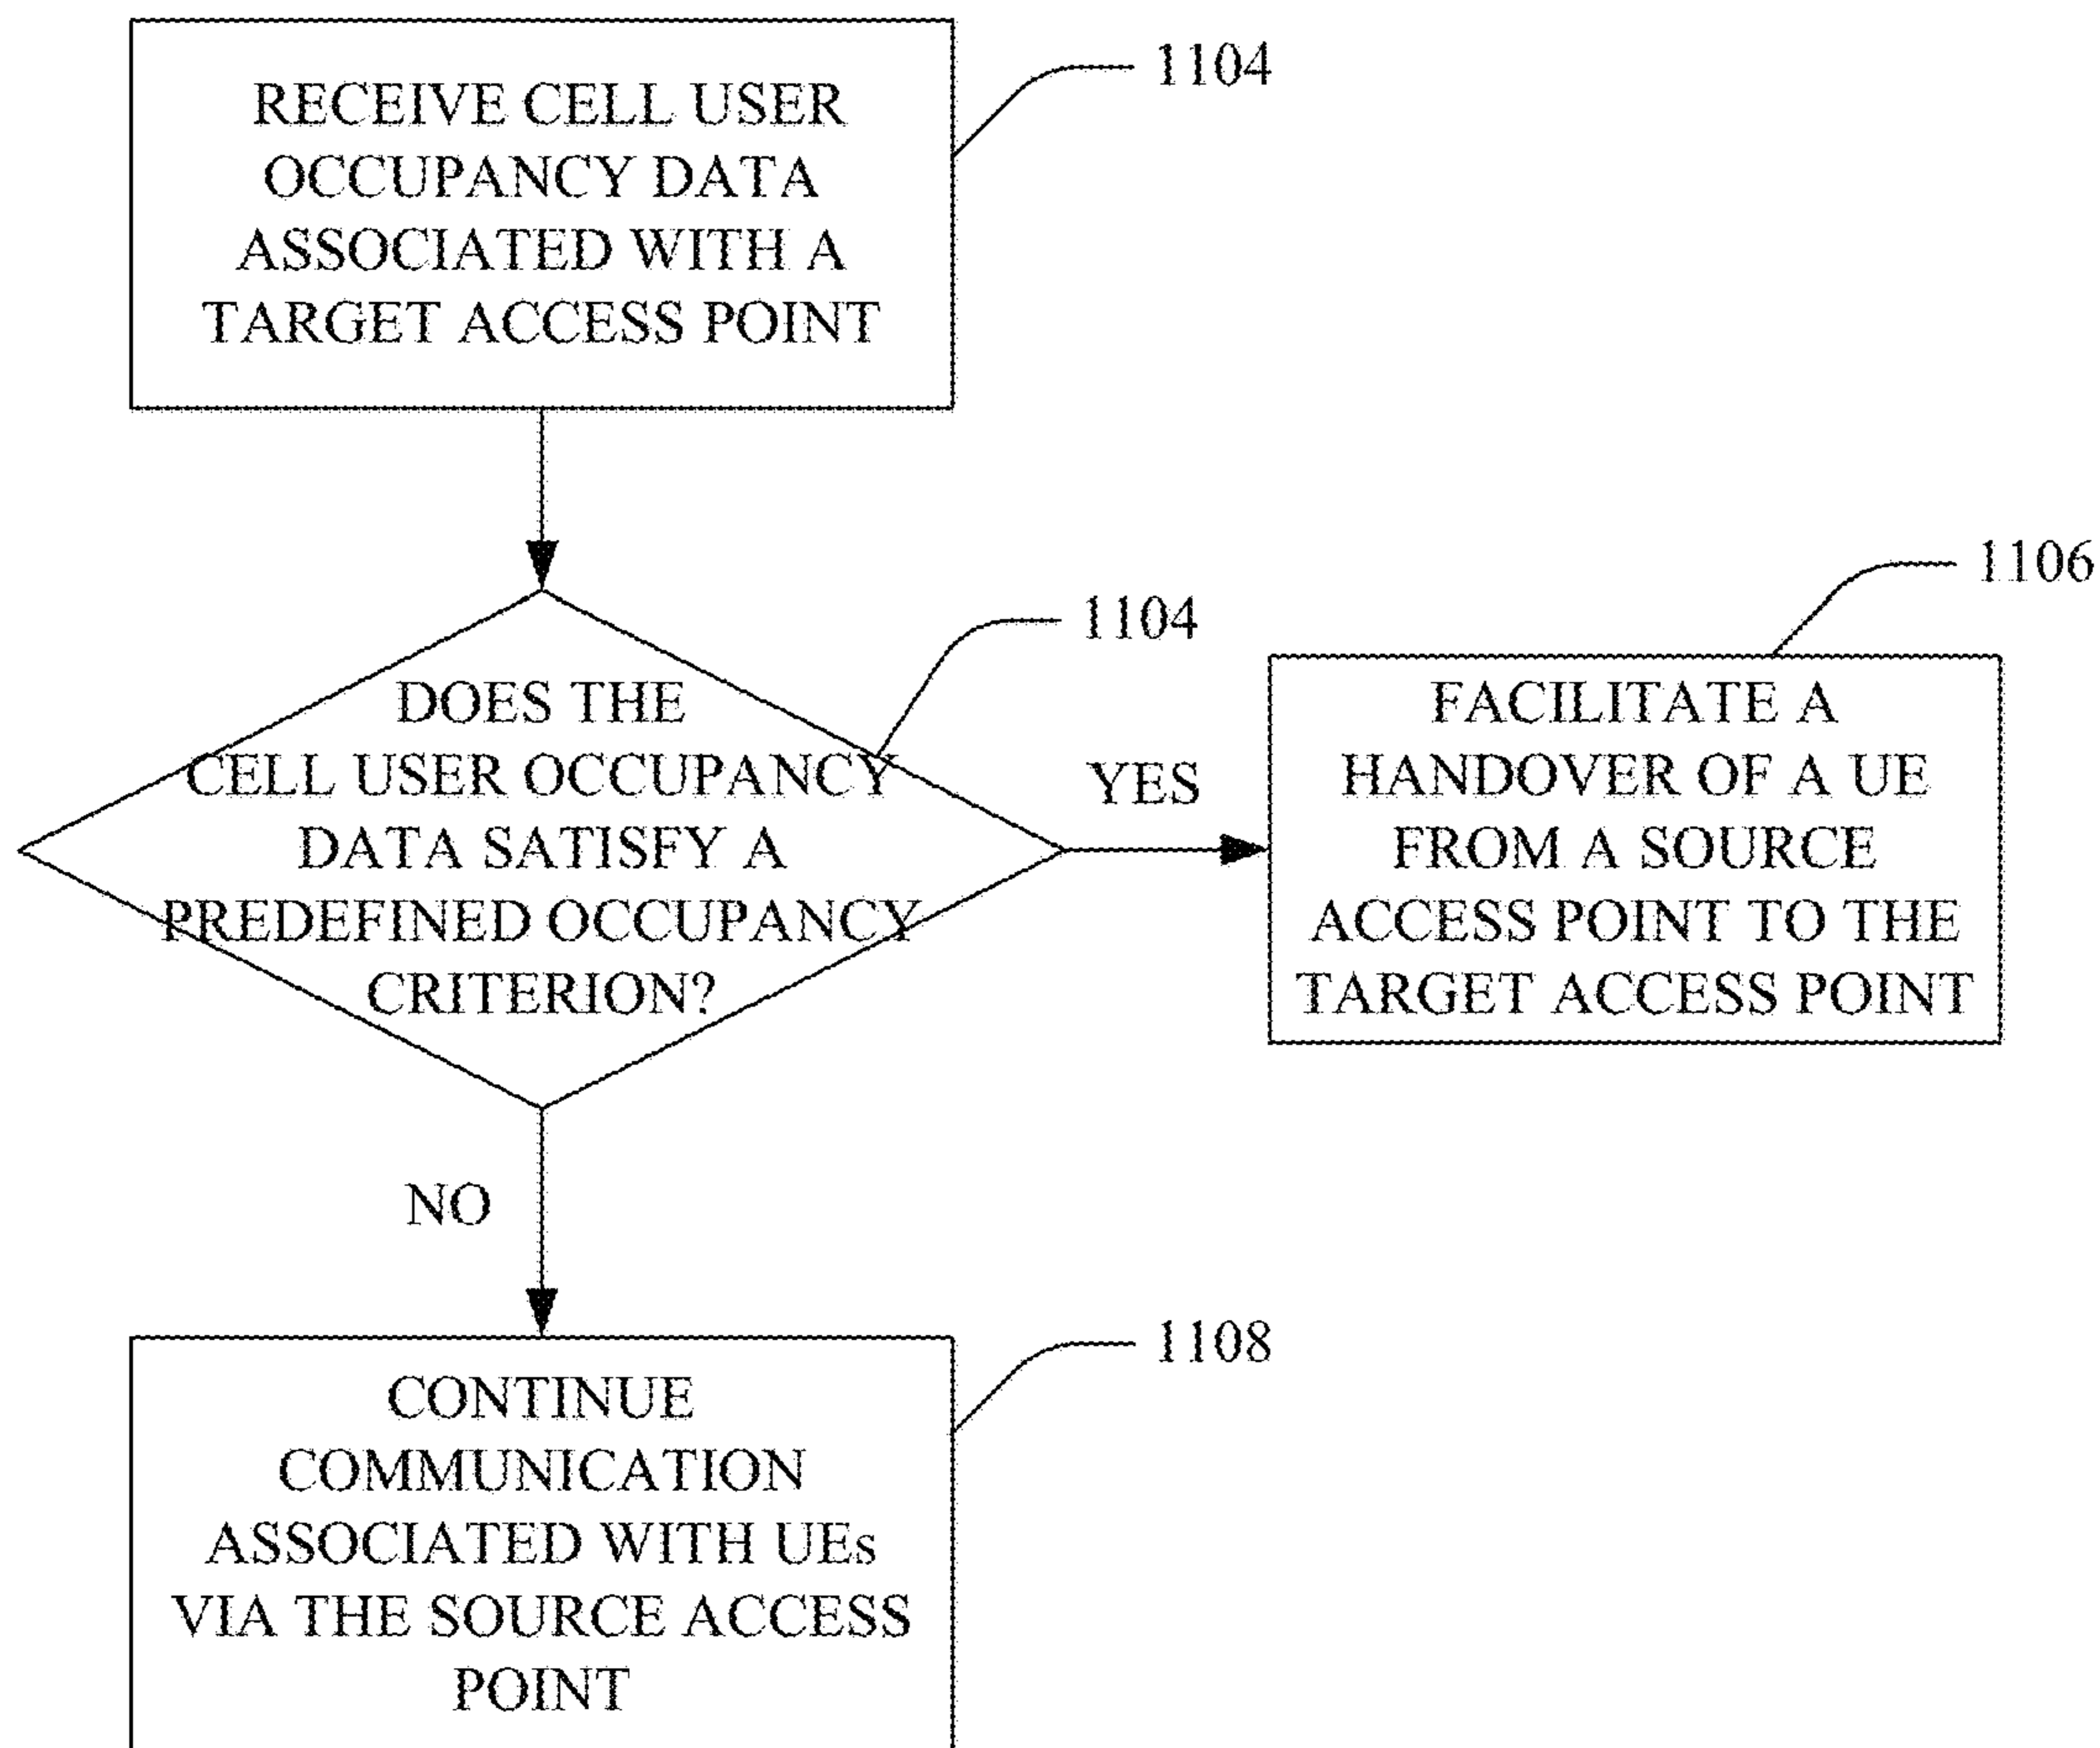 RECEIVE CELL USER
OCCUPANCY DATA
ASSOCIATED WITH A
TARGET ACCESS POINT
1104
DOES THE
CELL USER OCCUPANCY
DATA SATISFY A
PREDEFINED OCCUPANCY
CRITERION?
1104
YES
FACILITATE A
HANDOVER OF A UE
FROM A SOURCE
ACCESS POINT TO THE
TARGET ACCESS POINT
1106
NO
CONTINUE
COMMUNICATION
ASSOCIATED WITH UEs
VIA THE SOURCE ACCESS
POINT
1108